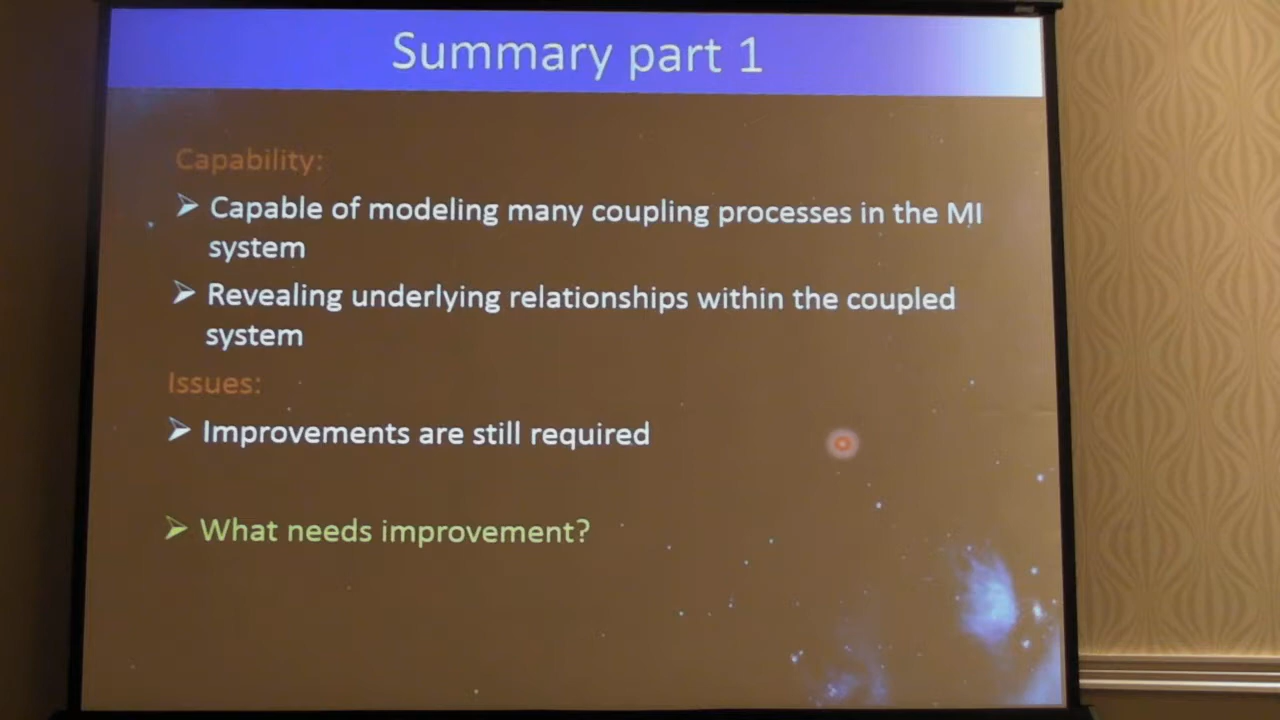 Summary part 1
Capability:
➢ Capable of modeling many coupling processes in the MI
system
➢ Revealing underlying relationships within the coupled
system
Issues:
➢ Improvements are still required
➢ What needs improvement?